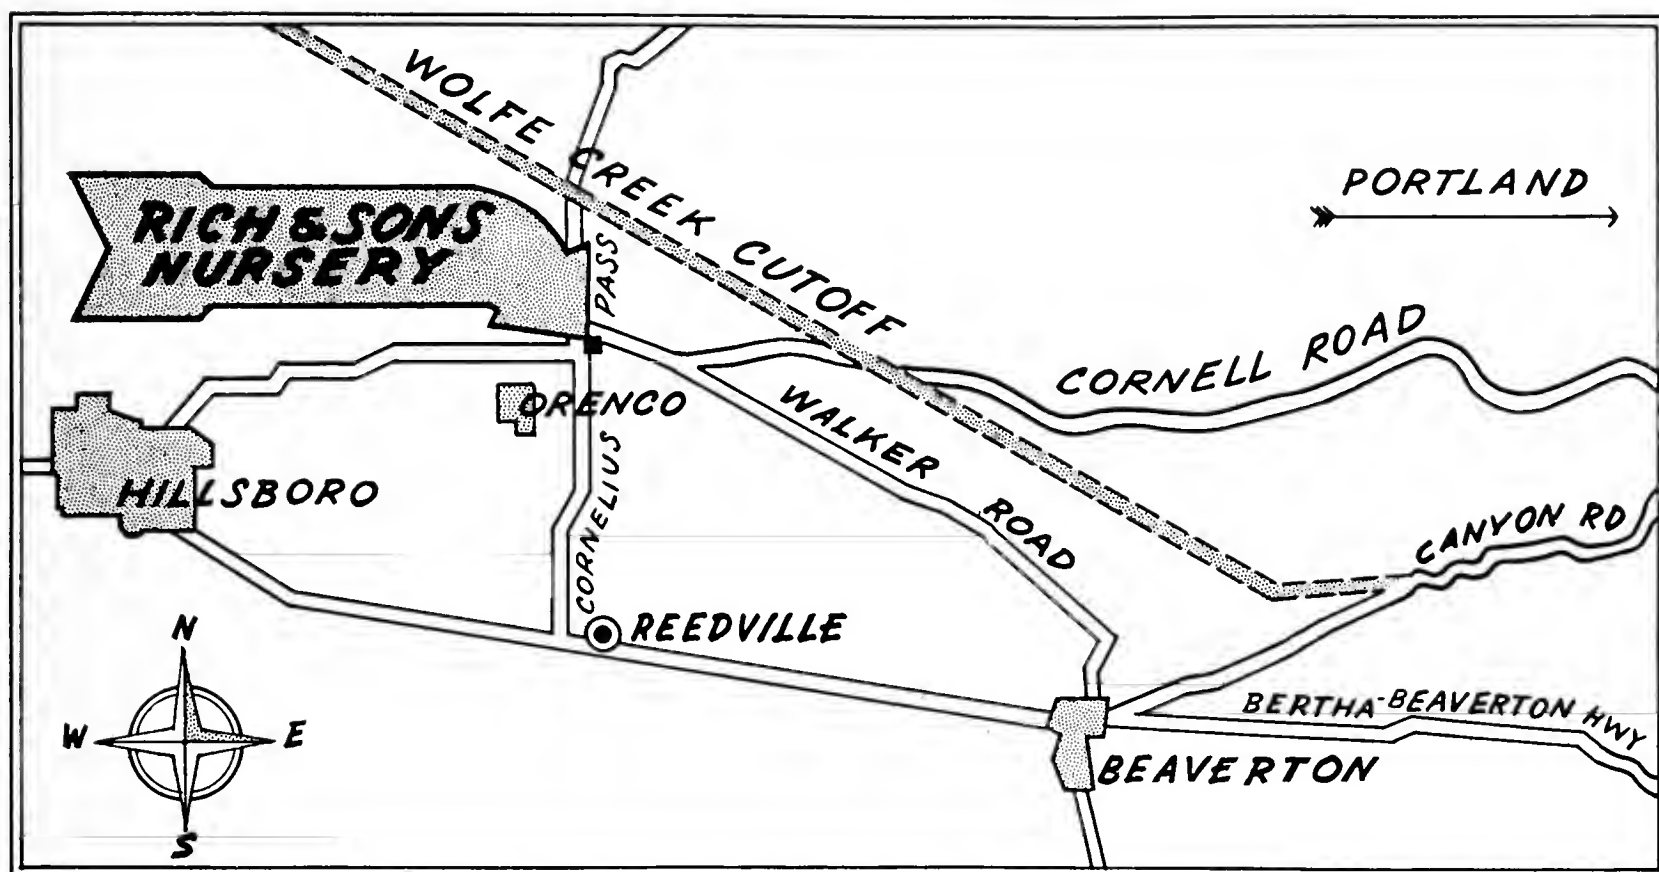 WOLFE CREEK CUTOFF
PORTLAND
RICH & SONS
NURSERY
PASS
CORNELL ROAD
WALKER ROAD
ORENCO
HILLSBORO
CORNELIUS
CANYON RD
REEDVILLE
N
W
E
S
BERTHA-BEAVERTON HWY
BEAVERTON